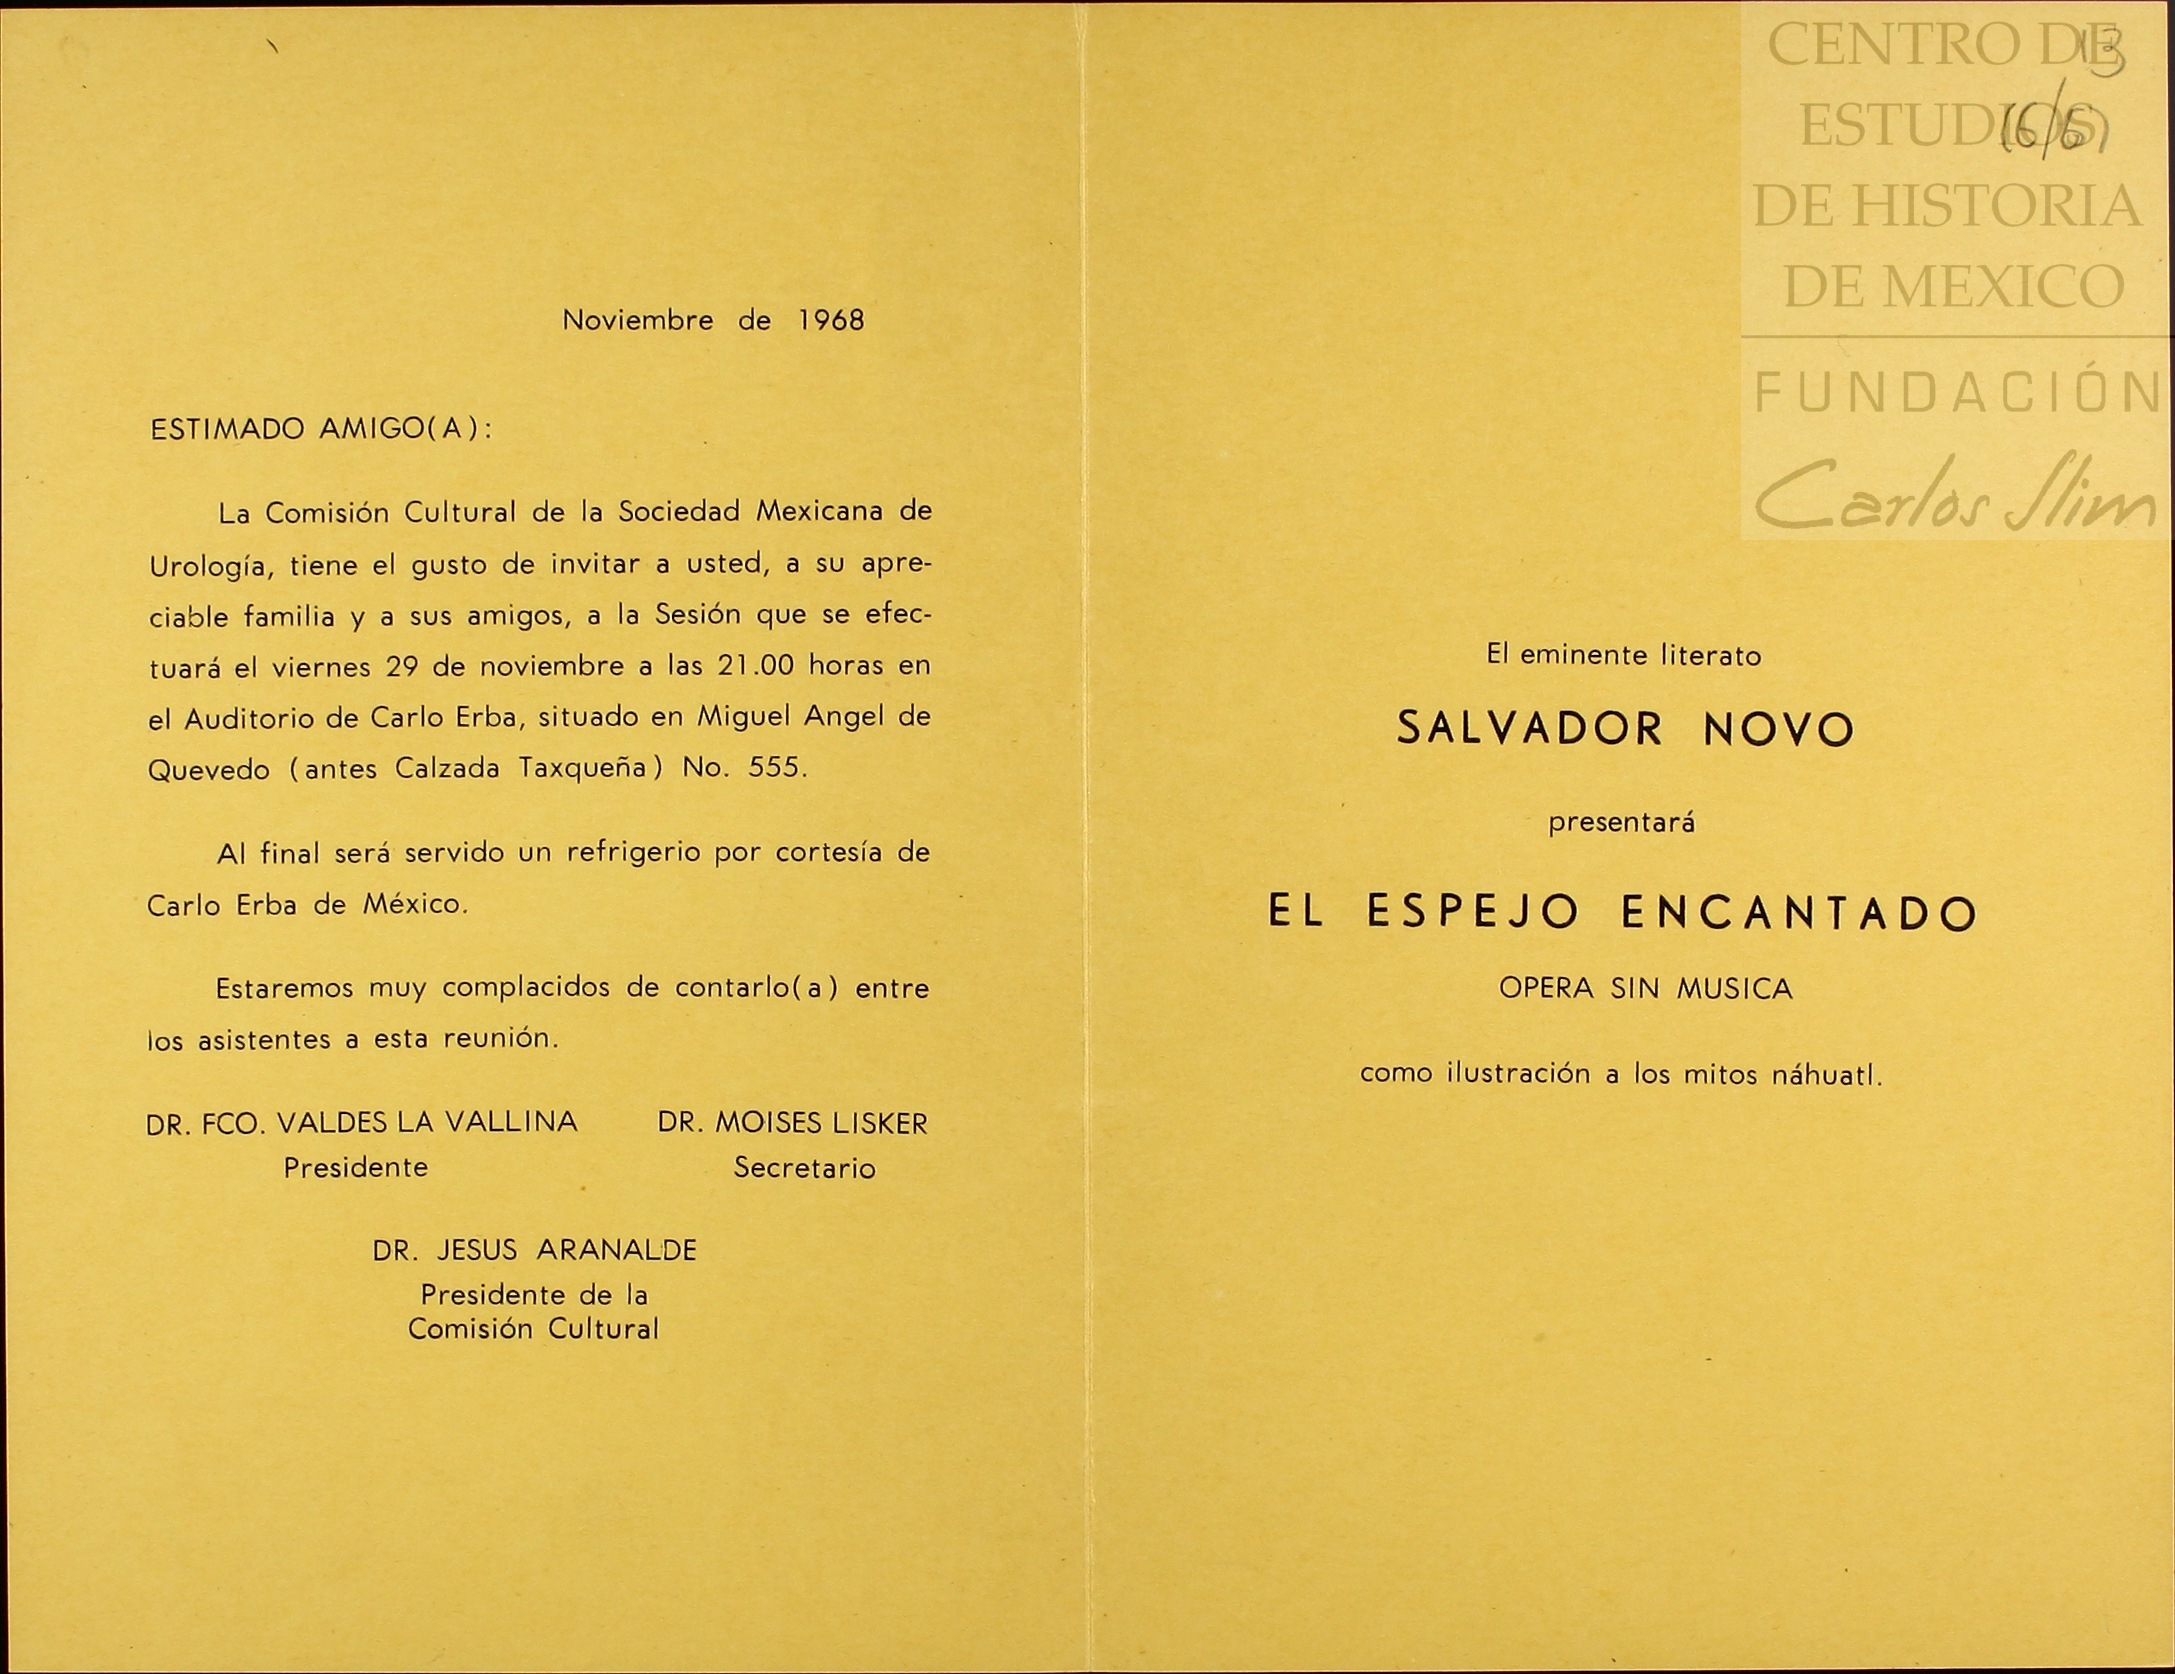 Noviembre de 1968
ESTIMADO AMIGO(A):
La Comisión Cultural de la Sociedad Mexicana de
Urología, tiene el gusto de invitar a usted, a su apre-
ciable familia y a sus amigos, a la Sesión que se efec-
tuará el viernes 29 de noviembre a las 21.00 horas en
el Auditorio de Carlo Erba, situado en Miguel Angel de
Quevedo (antes Calzada Taxqueña) No. 555.
Al final será servido un refrigerio por cortesía de
Carlo Erba de México.
Estaremos muy complacidos de contarlo(a) entre
los asistentes a esta reunión.
DR. FCO. VALDES LA VALLINA DR. MOISES LISKER
Presidente Secretario
DR. JESUS ARANALDE
Presidente de la
Comisión Cultural
CENTRO DE
ESTUDIOS
DE HISTORIA
DE MEXICO
FUNDACIÓN
Carlos Slim
13
(6/6)
El eminente literato
SALVADOR NOVO
presentará
EL ESPEJO ENCANTADO
OPERA SIN MUSICA
como ilustración a los mitos náhuatl.